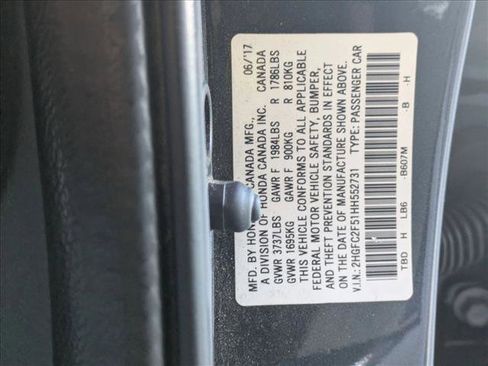 MFD. BY HONDA CANADA MFG., 06/'17
A DIVISION OF HONDA CANADA INC. CANADA
GVWR 3737LBS GAWR F 1984LBS R 1786LBS
GVWR 1695KG GAWR F 900KG R 810KG
THIS VEHICLE CONFORMS TO ALL APPLICABLE
FEDERAL MOTOR VEHICLE SAFETY, BUMPER,
AND THEFT PREVENTION STANDARDS IN EFFECT
ON THE DATE OF MANUFACTURE SHOWN ABOVE.
V.I.N.: 2HGFC2F51HH552731 TYPE: PASSENGER CAR
TBD H LB6 -B607M B -H